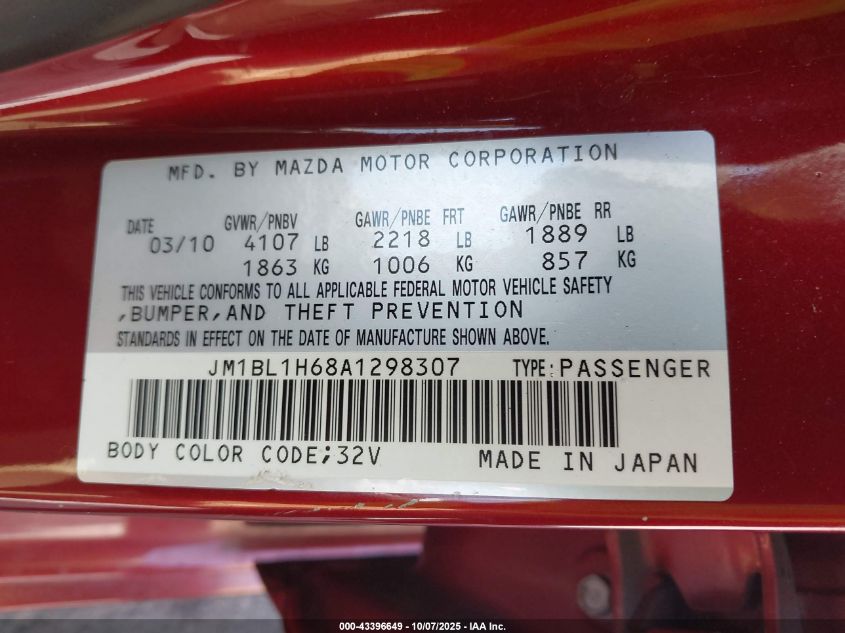 MFD. BY MAZDA MOTOR CORPORATION
DATE GVWR/PNBV GAWR/PNBE FRT GAWR/PNBE RR
03/10 4107 LB 2218 LB 1889 LB
1863 KG 1006 KG 857 KG
THIS VEHICLE CONFORMS TO ALL APPLICABLE FEDERAL MOTOR VEHICLE SAFETY
,BUMPER,AND THEFT PREVENTION
STANDARDS IN EFFECT ON THE DATE OF MANUFACTURE SHOWN ABOVE.
JM1BL1H68A1298307 TYPE:PASSENGER
BODY COLOR CODE;32V MADE IN JAPAN
000-43396649 - 10/07/2025 - IAA Inc.